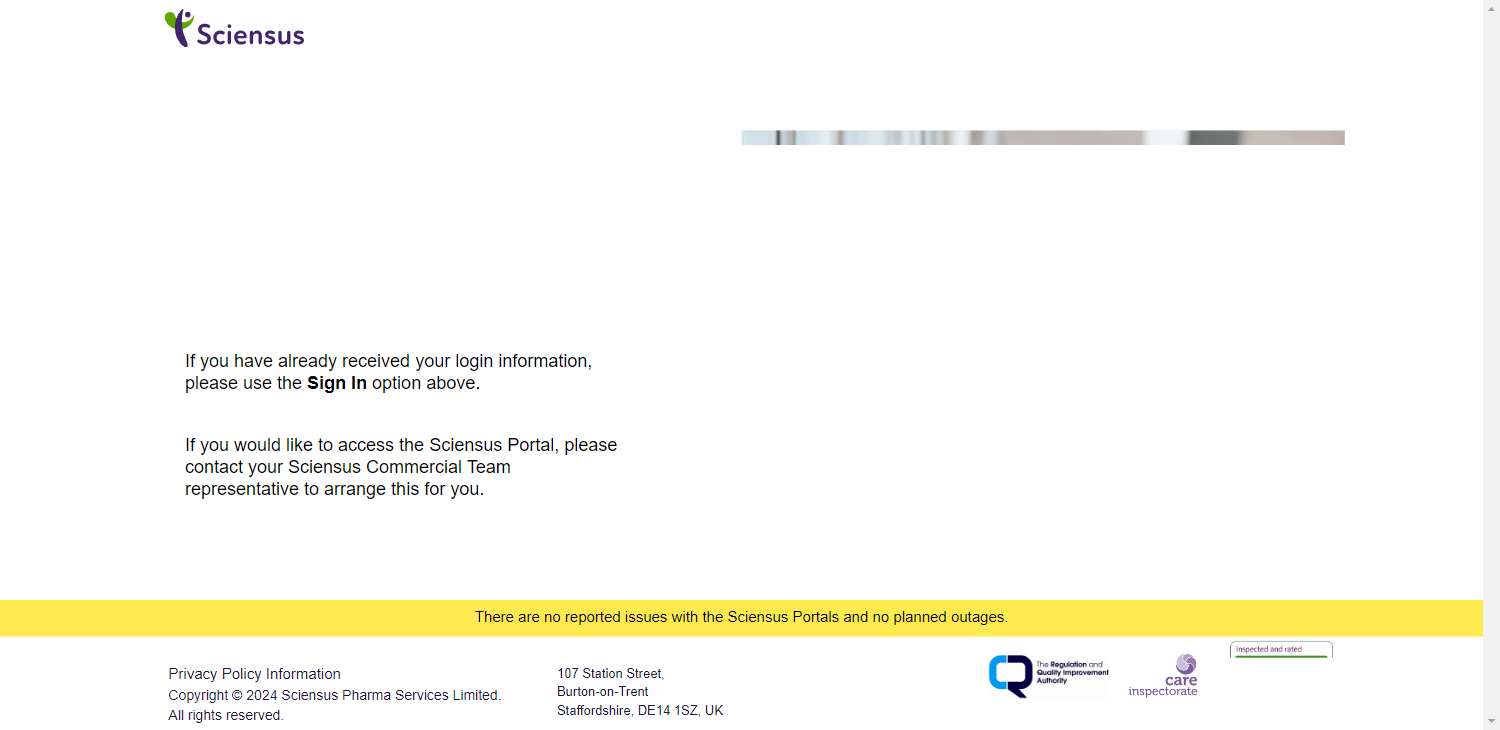 Sciensus
If you have already received your login information,
please use the Sign In option above.
If you would like to access the Sciensus Portal, please
contact your Sciensus Commercial Team
representative to arrange this for you.
There are no reported issues with the Sciensus Portals and no planned outages.
Privacy Policy Information
Copyright © 2024 Sciensus Pharma Services Limited.
All rights reserved.
107 Station Street,
Burton-on-Trent
Staffordshire, DE14 1SZ, UK
The Regulation and
Quality Improvement
Authority
care
inspectorate
Inspected and rated